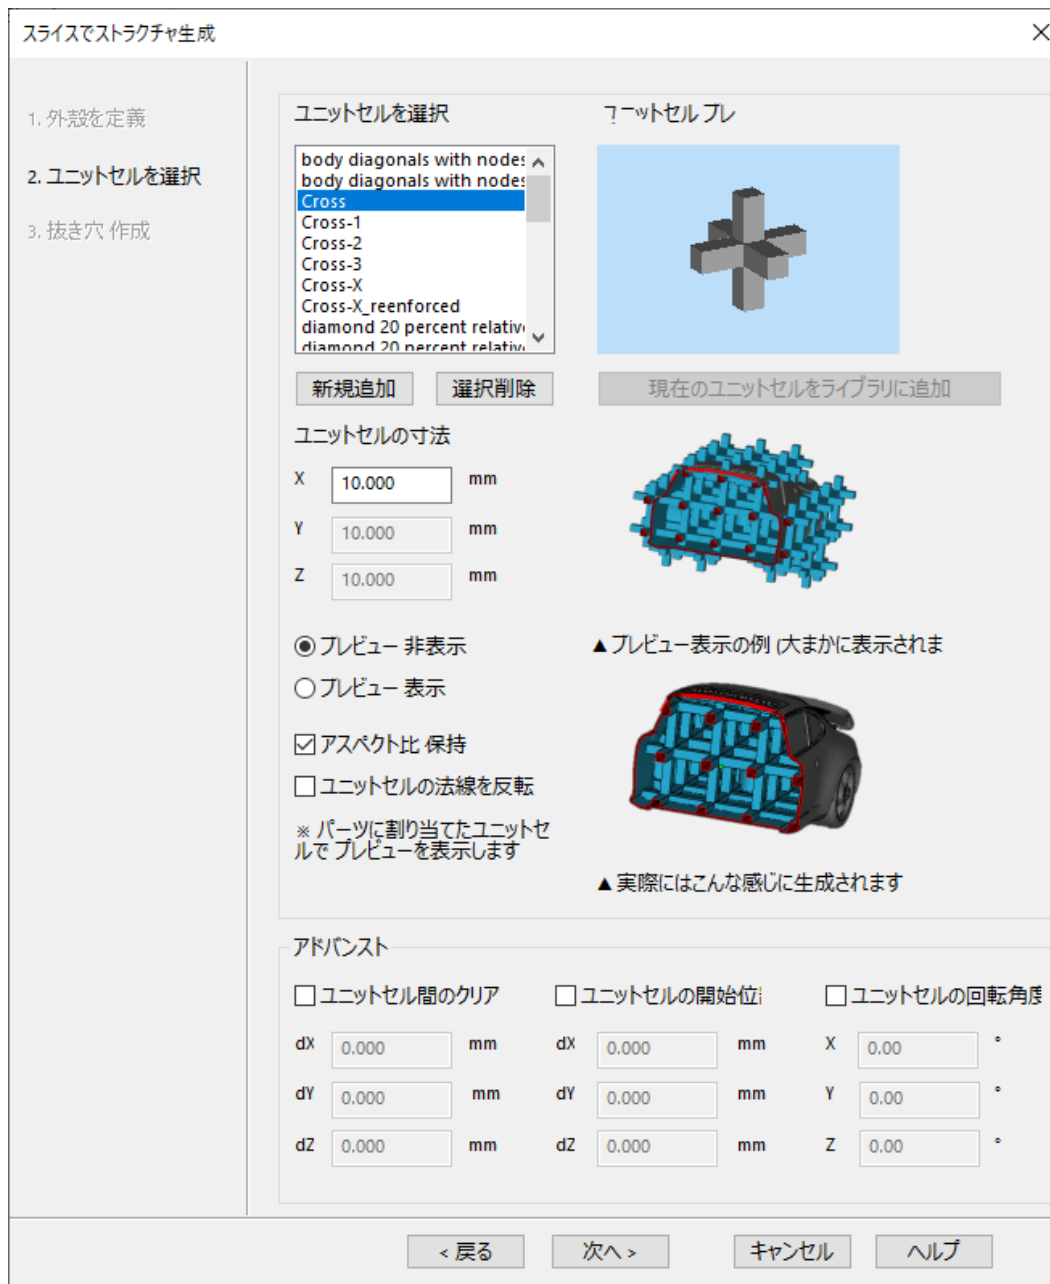 スライスでストラクチャ生成
1. 外殻を定義
2. ユニットセルを選択
3. 抜き穴 作成
ユニットセルを選択
ユニットセル プレ
body diagonals with nodes
body diagonals with nodes
Cross
Cross-1
Cross-2
Cross-3
Cross-X
Cross-X_reenforced
diamond 20 percent relativ
diamond 20 percent relativ
新規追加
選択削除
現在のユニットセルをライブラリに追加
ユニットセルの寸法
X 10.000 mm
Y 10.000 mm
Z 10.000 mm
プレビュー 非表示
プレビュー 表示
▲プレビュー表示の例 (大まかに表示されま
アスペクト比 保持
ユニットセルの法線を反転
※ パーツに割り当てたユニットセ
ルで プレビューを表示します
▲実際にはこんな感じに生成されます
アドバンスト
ユニットセル間のクリア
dX 0.000 mm
dY 0.000 mm
dZ 0.000 mm
ユニットセルの開始位
dX 0.000 mm
dY 0.000 mm
dZ 0.000 mm
ユニットセルの回転角度
X 0.00 °
Y 0.00 °
Z 0.00 °
< 戻る
次へ >
キャンセル
ヘルプ